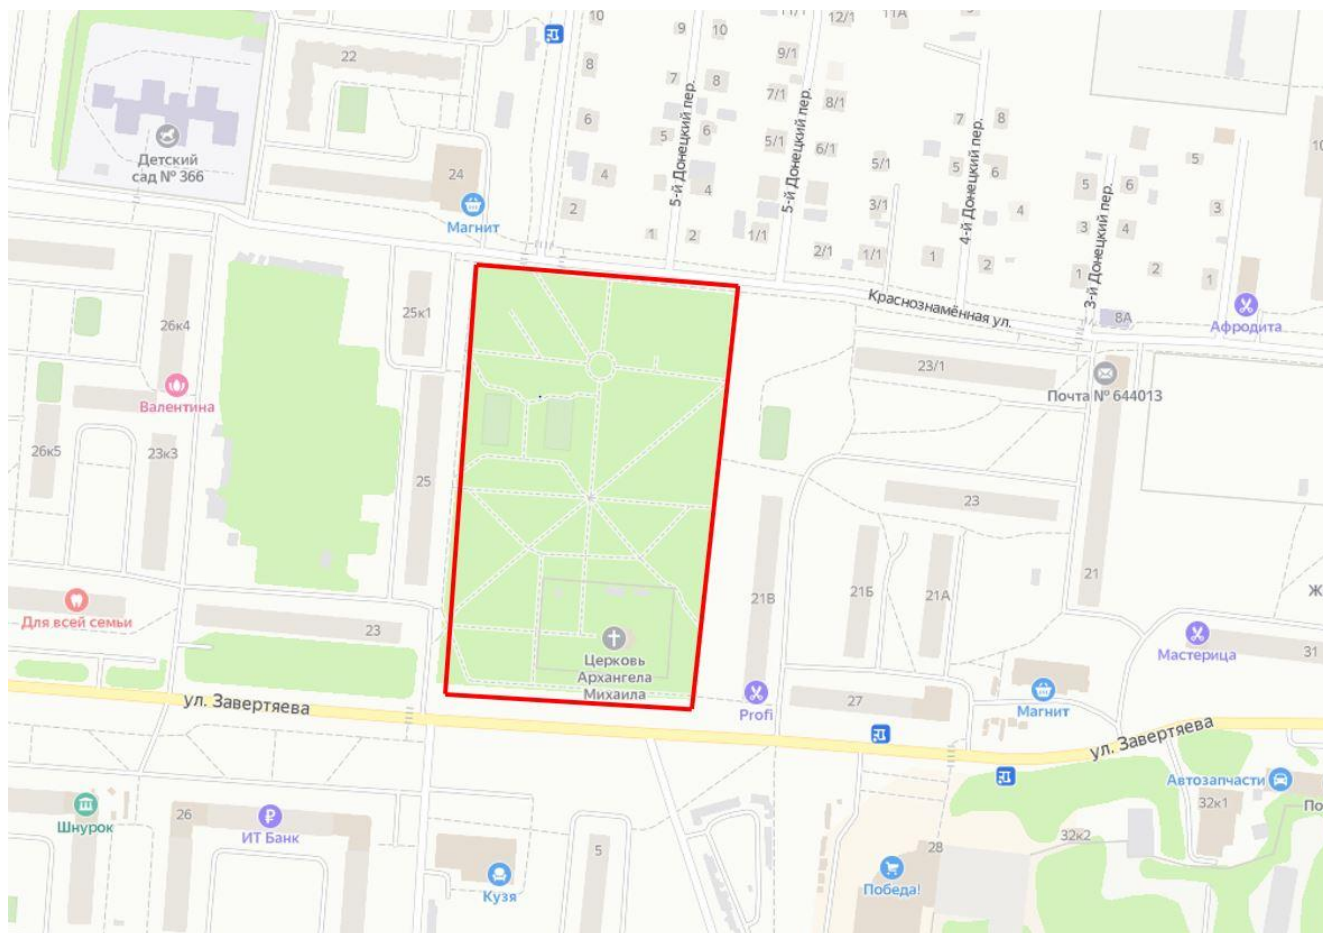 10
9
10
11/1
12/1
11А
22
8
7
8
9/1
7/1
8/1
6
5
6
5/1
6/1
7
8
Детский
сад № 366
24
4
4
5-й Донецкий пер.
5-й Донецкий пер.
5/1
5
6
4-й Донецкий пер.
5
5
6
3-й Донецкий пер.
Магнит
2
1
2
1/1
2/1
3/1
1/1
1
2
4
3
4
3
1
2
1
26к4
25к1
Краснознамённая ул.
8А
Афродита
23/1
Почта № 644013
Валентина
26к5
23к3
25
23
21В
21Б
21А
21
Для всей семьи
23
Церковь
Архангела
Михаила
Мастерица
31
ул. Завертяева
Profi
27
Магнит
ул. Завертяева
Автозапчасти
32к1
Шнурок
26
ИТ Банк
Кузя
5
28
32к2
Победа!